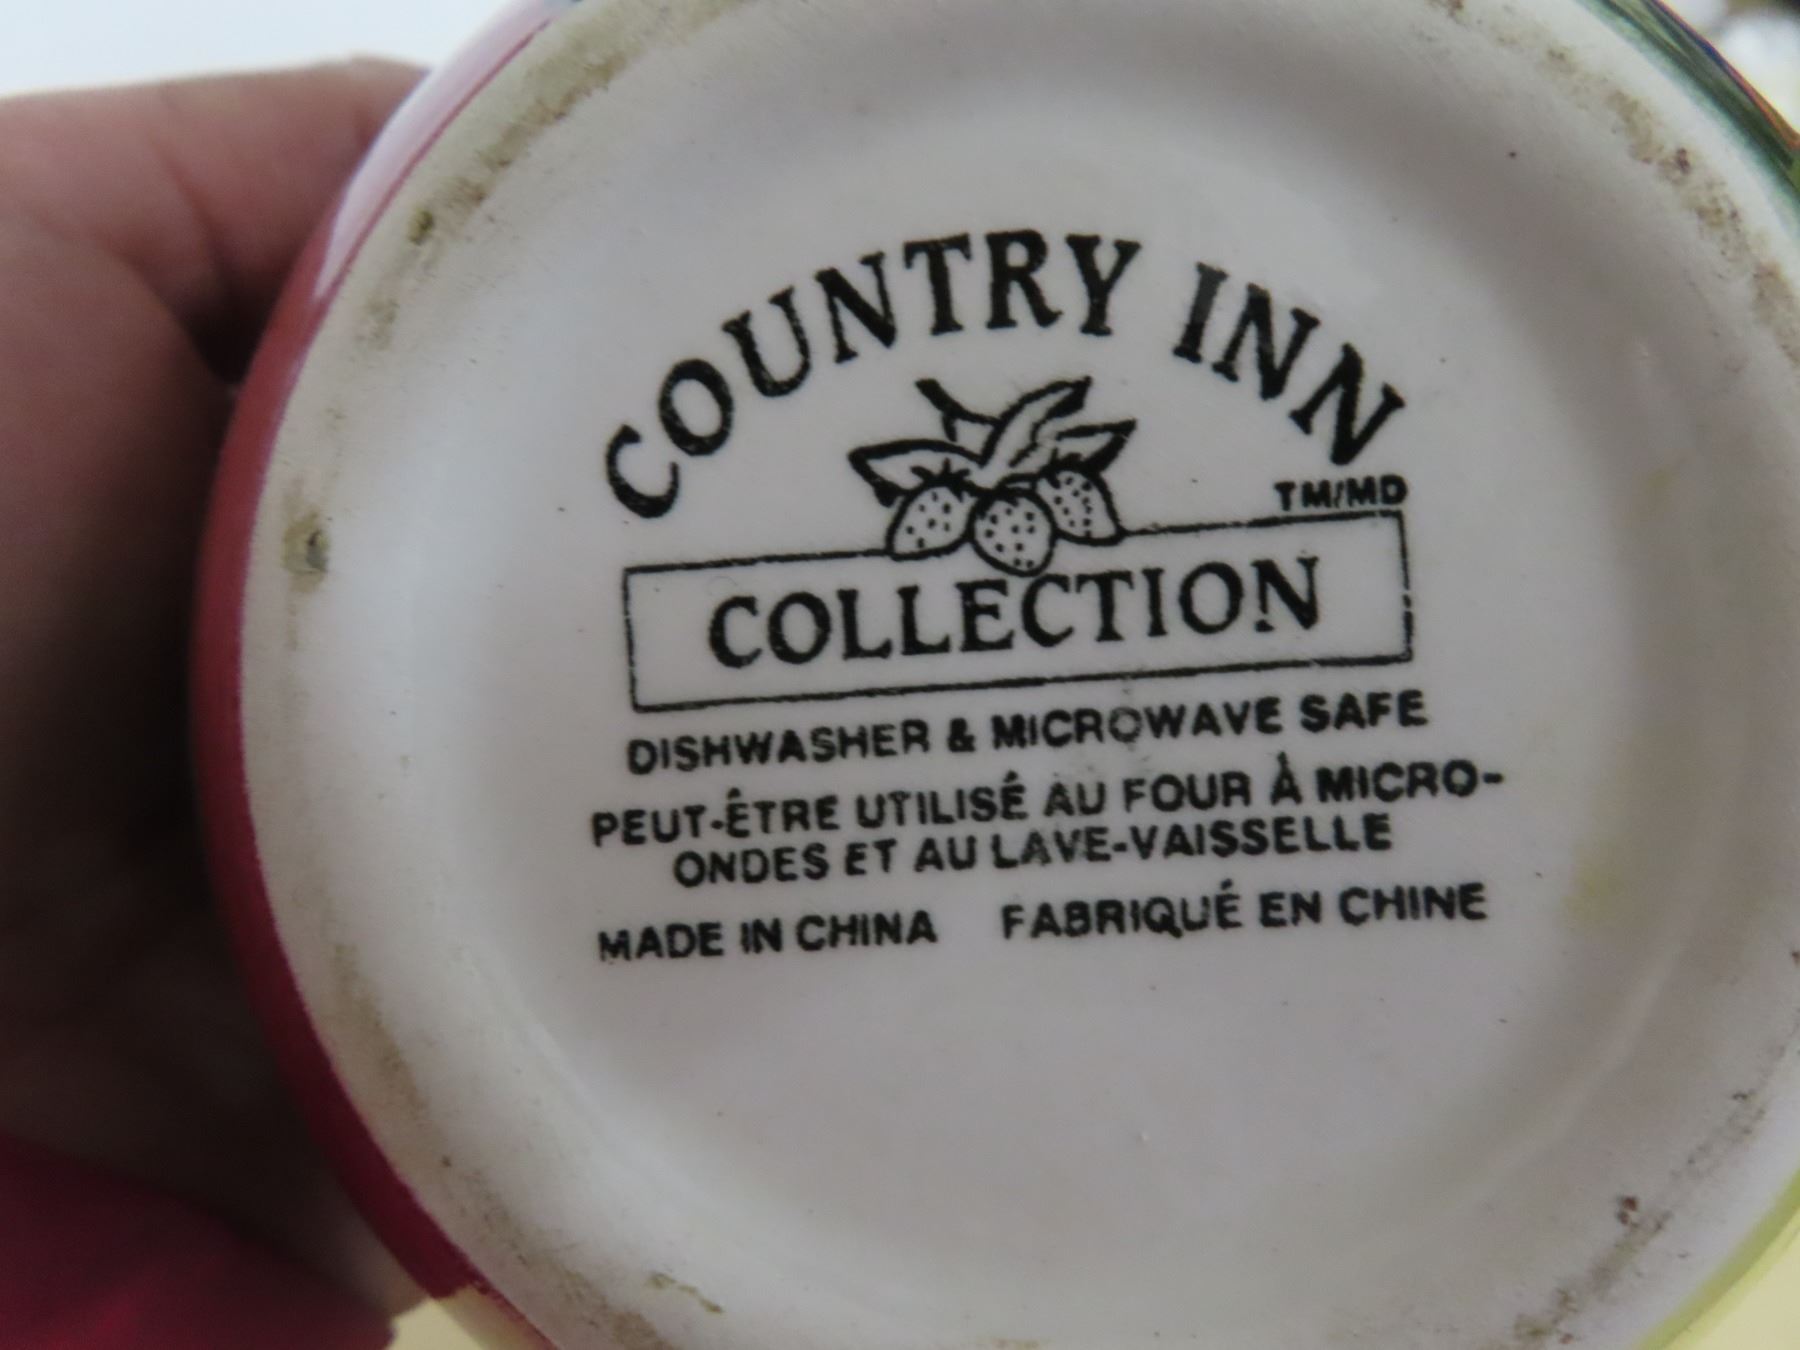 COUNTRY INN
TM/MD
COLLECTION
DISHWASHER & MICROWAVE SAFE
PEUT-ÊTRE UTILISÉ AU FOUR À MICRO-
ONDES ET AU LAVE-VAISSELLE
MADE IN CHINA FABRIQUÉ EN CHINE